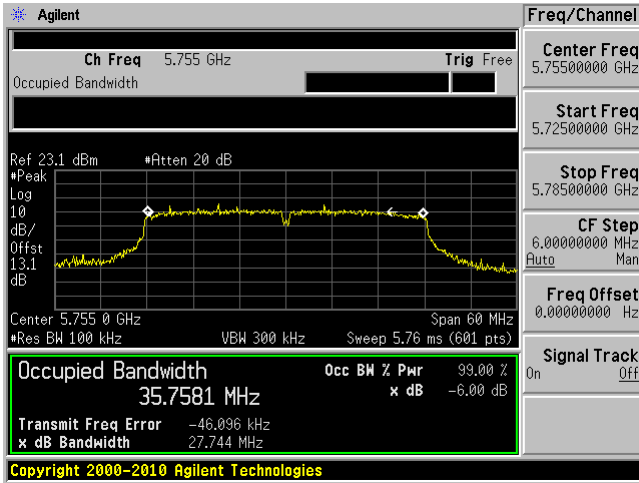 Agilent
Freq/Channel
Ch Freq 5.755 GHz Trig Free
Occupied Bandwidth
Center Freq
5.75500000 GHz
Start Freq
5.72500000 GHz
Stop Freq
5.78500000 GHz
CF Step
6.00000000 MHz
Auto Man
Freq Offset
0.00000000 Hz
Signal Track
On Off
Ref 23.1 dBm #Atten 20 dB
#Peak
Log
10
dB/
Offst
13.1
dB
Center 5.755 0 GHz Span 60 MHz
#Res BW 100 kHz VBW 300 kHz Sweep 5.76 ms (601 pts)
Occupied Bandwidth Occ BW % Pwr 99.00 %
35.7581 MHz x dB -6.00 dB
Transmit Freq Error -46.096 kHz
x dB Bandwidth 27.744 MHz
Copyright 2000-2010 Agilent Technologies